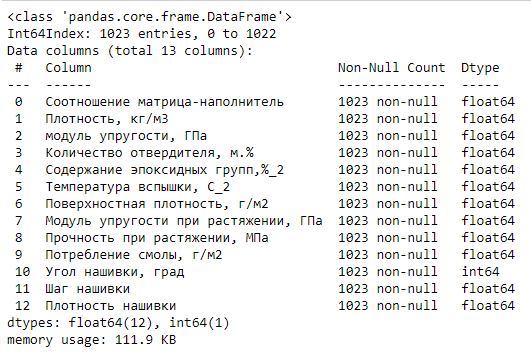 <class 'pandas.core.frame.DataFrame'>
Int64Index: 1023 entries, 0 to 1022
Data columns (total 13 columns):
 #   Column                                Non-Null Count  Dtype
---  ------                                --------------  -----
 0   Соотношение матрица-наполнитель       1023 non-null   float64
 1   Плотность, кг/м3                      1023 non-null   float64
 2   модуль упругости, ГПа                 1023 non-null   float64
 3   Количество отвердителя, м.%           1023 non-null   float64
 4   Содержание эпоксидных групп,%_2       1023 non-null   float64
 5   Температура вспышки, С_2              1023 non-null   float64
 6   Поверхностная плотность, г/м2         1023 non-null   float64
 7   Модуль упругости при растяжении, ГПа  1023 non-null   float64
 8   Прочность при растяжении, МПа         1023 non-null   float64
 9   Потребление смолы, г/м2               1023 non-null   float64
 10  Угол нашивки, град                    1023 non-null   int64
 11  Шаг нашивки                           1023 non-null   float64
 12  Плотность нашивки                     1023 non-null   float64
dtypes: float64(12), int64(1)
memory usage: 111.9 KB